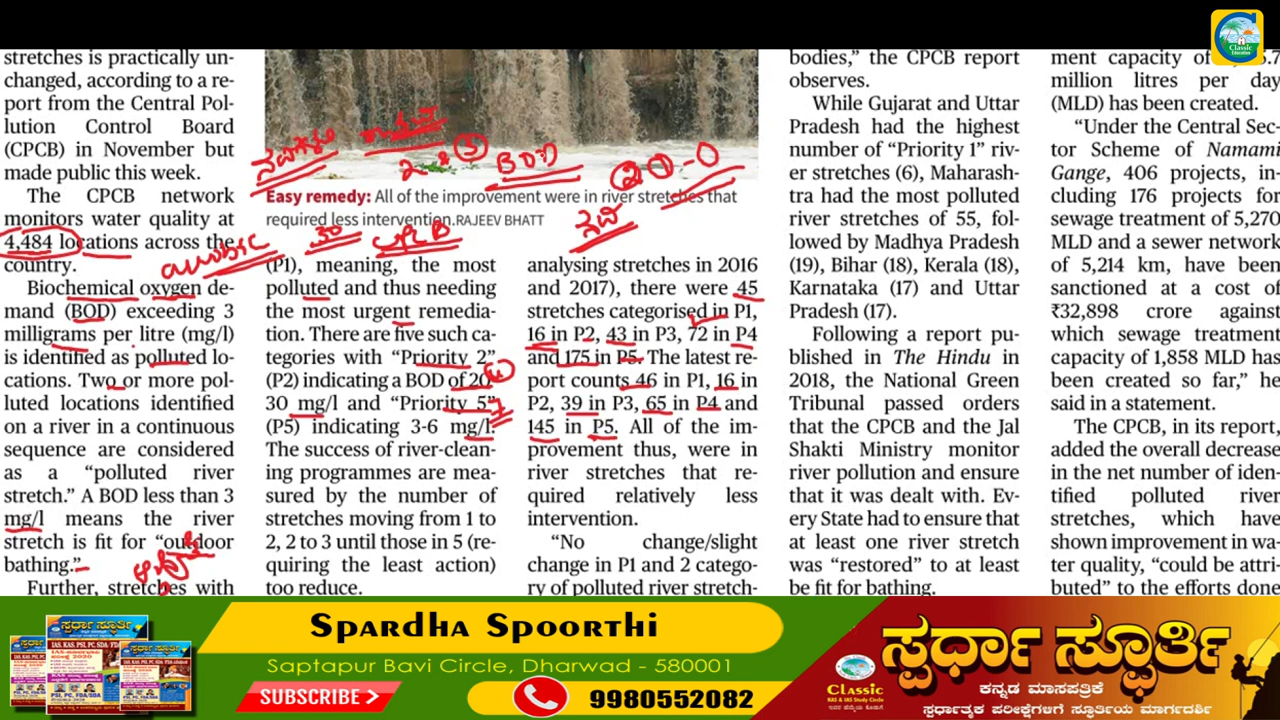 Classic
Education
stretches is practically un-
changed, according to a re-
port from the Central Pol-
lution Control Board
(CPCB) in November but
made public this week.
The CPCB network
monitors water quality at
4,484 locations across the
country.
Biochemical oxygen de-
mand (BOD) exceeding 3
milligrams per litre (mg/l)
is identified as polluted lo-
cations. Two or more pol-
luted locations identified
on a river in a continuous
sequence are considered
as a “polluted river
stretch.” A BOD less than 3
mg/l means the river
stretch is fit for “outdoor
bathing.”
Further, stretches with
aerobic
BOD
Easy remedy: All of the improvement were in river stretches that
required less intervention. RAJEEV BHATT
30 CPCB
(P1), meaning, the most
polluted and thus needing
the most urgent remedia-
tion. There are five such ca-
tegories with “Priority 2”
(P2) indicating a BOD of 20-
30 mg/l and “Priority 5”
(P5) indicating 3-6 mg/l.
The success of river-clean-
ing programmes are mea-
sured by the number of
stretches moving from 1 to
2, 2 to 3 until those in 5 (re-
quiring the least action)
too reduce.
analysing stretches in 2016
and 2017), there were 45
stretches categorised in P1,
16 in P2, 43 in P3, 72 in P4
and 175 in P5. The latest re-
port counts 46 in P1, 16 in
P2, 39 in P3, 65 in P4 and
145 in P5. All of the im-
provement thus, were in
river stretches that re-
quired relatively less
intervention.
“No change/slight
change in P1 and 2 catego-
ry of polluted river stretch-
bodies,” the CPCB report
observes.
While Gujarat and Uttar
Pradesh had the highest
number of “Priority 1” riv-
er stretches (6), Maharash-
tra had the most polluted
river stretches of 55, fol-
lowed by Madhya Pradesh
(19), Bihar (18), Kerala (18),
Karnataka (17) and Uttar
Pradesh (17).
Following a report pu-
blished in The Hindu in
2018, the National Green
Tribunal passed orders
that the CPCB and the Jal
Shakti Ministry monitor
river pollution and ensure
that it was dealt with. Ev-
ery State had to ensure that
at least one river stretch
was “restored” to at least
be fit for bathing.
ment capacity of
million litres per day
(MLD) has been created.
“Under the Central Sec-
tor Scheme of Namami
Gange, 406 projects, in-
cluding 176 projects for
sewage treatment of 5,270
MLD and a sewer network
of 5,214 km, have been
sanctioned at a cost of
₹32,898 crore against
which sewage treatment
capacity of 1,858 MLD has
been created so far,” he
said in a statement.
The CPCB, in its report,
added the overall decrease
in the net number of iden-
tified polluted river
stretches, which have
shown improvement in wa-
ter quality, “could be attri-
buted” to the efforts done
Spardha Spoorthi
Saptapur Bavi Circle Dharwad - 580001
SUBSCRIBE >
9980552082
ಸ್ಪರ್ಧಾ ಸ್ಫೂರ್ತಿ
Classic
KAS & IAS Study Circle
ಕನ್ನಡ ಮಾಸಪತ್ರಿಕೆ
ಸ್ಪರ್ಧಾತ್ಮಕ ಪರೀಕ್ಷೆಗಳಿಗೆ ಸ್ಫೂರ್ತಿಯ ಮಾರ್ಗದರ್ಶಿ